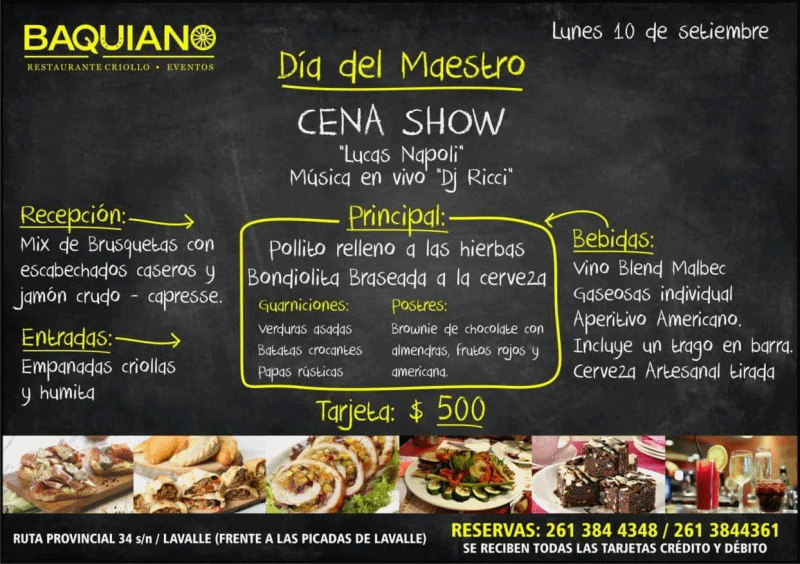 BAQUIANO
RESTAURANTE CRIOLLO • EVENTOS
Lunes 10 de setiembre
Día del Maestro
CENA SHOW
"Lucas Napoli"
Música en vivo "Dj Ricci"
Recepción:
Mix de Brusquetas con
escabechados caseros y
jamón crudo - capresse.
Entradas:
Empanadas criollas
y humita
Principal:
Pollito relleno a las hierbas
Bondiolita Braseada a la cerveza
Guarniciones:
Verduras asadas
Batatas crocantes
Papas rústicas
Postres:
Brownie de chocolate con
almendras, frutos rojos y
americana.
Bebidas:
Vino Blend Malbec
Gaseosas individual
Aperitivo Americano.
Incluye un trago en barra.
Cerveza Artesanal tirada
Tarjeta: $ 500
RUTA PROVINCIAL 34 s/n / LAVALLE (FRENTE A LAS PICADAS DE LAVALLE)
RESERVAS: 261 384 4348 / 261 3844361
SE RECIBEN TODAS LAS TARJETAS CRÉDITO Y DÉBITO